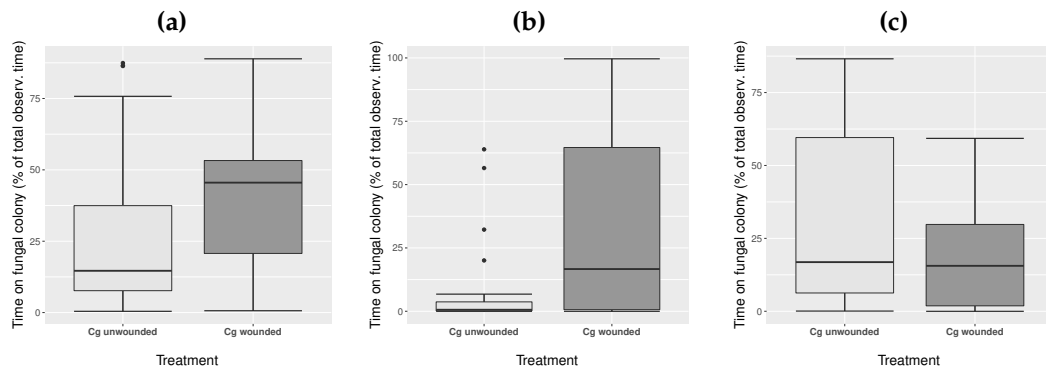 (a)
Time on fungal colony (% of total observ. time)
75
50
25
0
Cg unwounded Cg wounded
Treatment
(b)
Time on fungal colony (% of total observ. time)
100
75
50
25
0
Cg unwounded Cg wounded
Treatment
(c)
Time on fungal colony (% of total observ. time)
75
50
25
0
Cg unwounded Cg wounded
Treatment